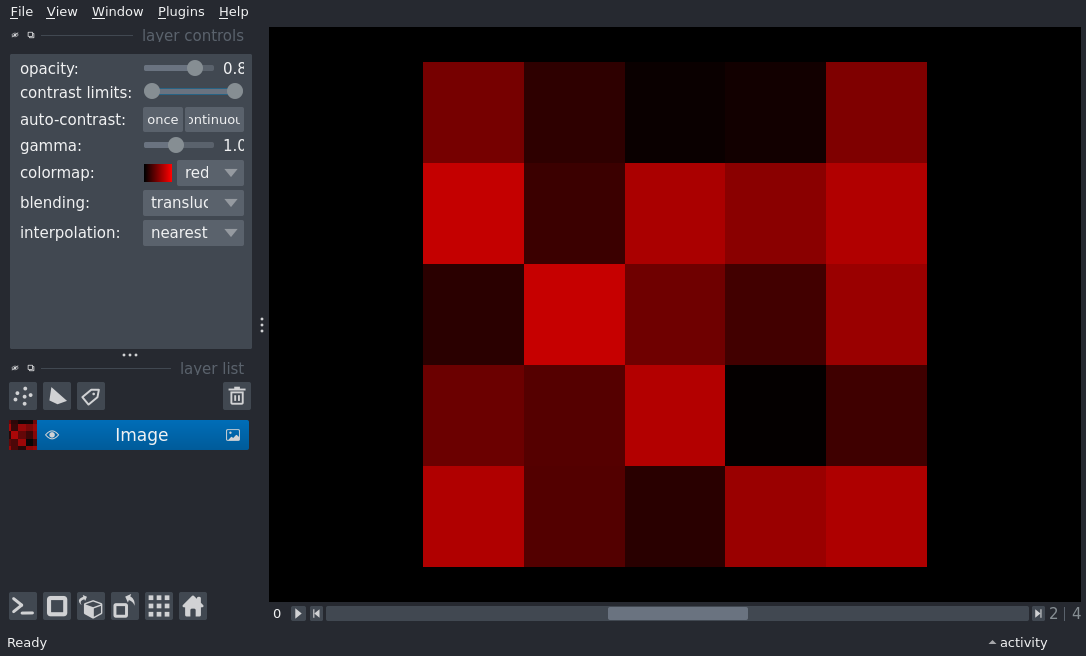 File View Window Plugins Help
layer controls
opacity: 0.8
contrast limits:
auto-contrast: once ontinuou
gamma: 1.0
colormap: red
blending: transluc
interpolation: nearest
layer list
Image
0 2 | 4
Ready activity